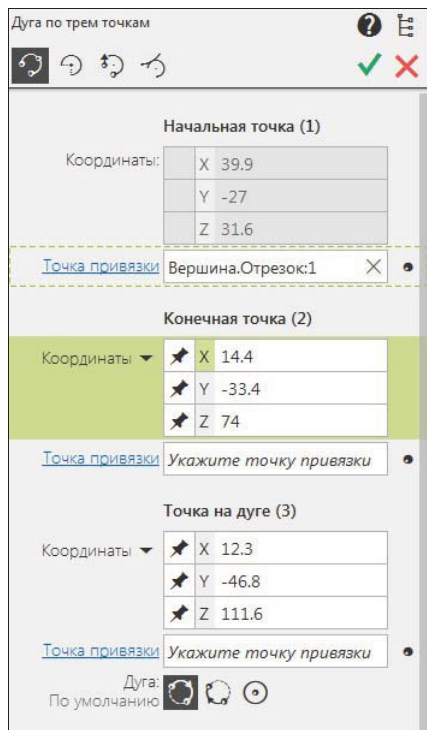 Дуга по трем точкам
Начальная точка (1)
Координаты: X 39.9
Y -27
Z 31.6
Точка привязки Вершина.Отрезок:1
Конечная точка (2)
Координаты X 14.4
Y -33.4
Z 74
Точка привязки Укажите точку привязки
Точка на дуге (3)
Координаты X 12.3
Y -46.8
Z 111.6
Точка привязки Укажите точку привязки
Дуга:
По умолчанию